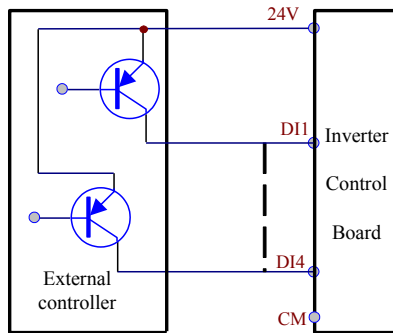 24V
DI1
Inverter
Control
Board
DI4
External
controller
CM